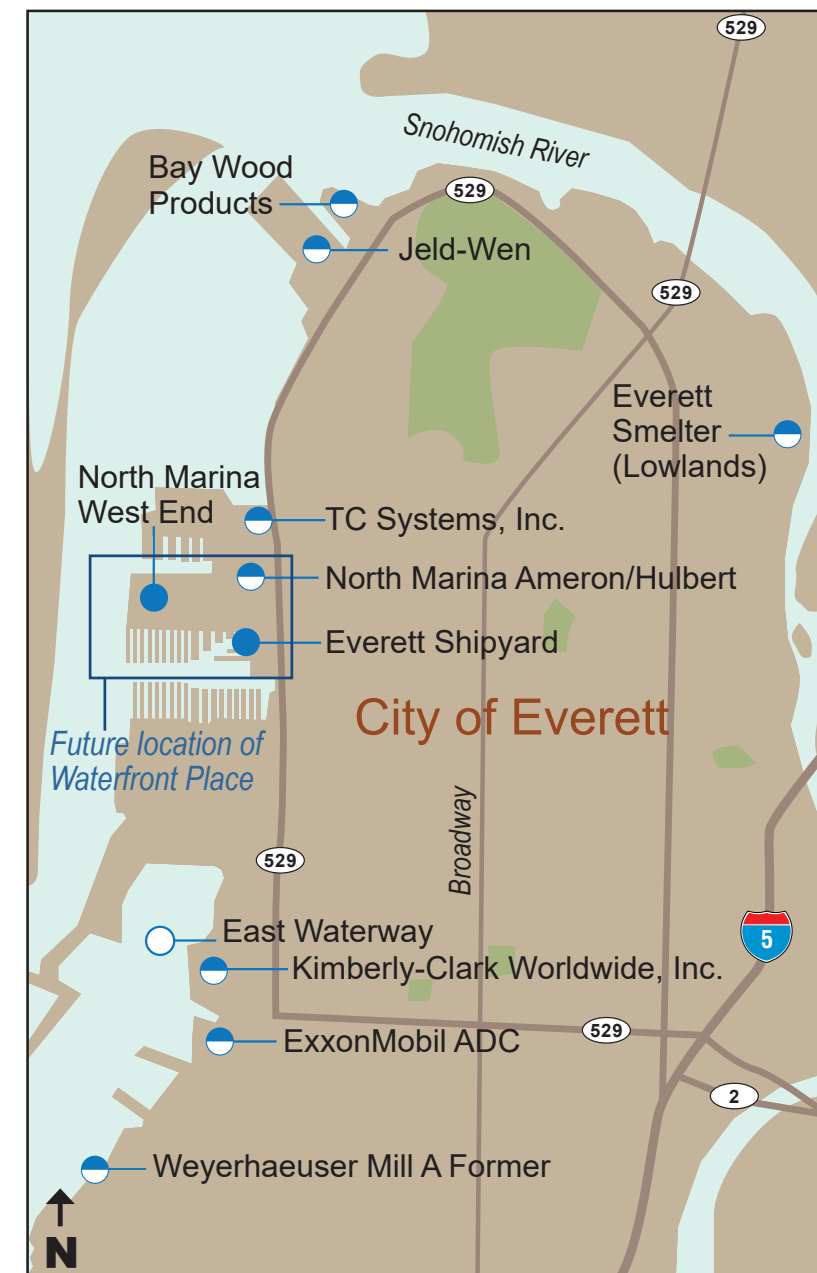 529
Snohomish River
Bay Wood
Products
529
Jeld-Wen
529
Everett
Smelter
(Lowlands)
North Marina
West End
TC Systems, Inc.
North Marina Ameron/Hulbert
Everett Shipyard
City of Everett
Future location of
Waterfront Place
Broadway
529
East Waterway
5
Kimberly-Clark Worldwide, Inc.
529
ExxonMobil ADC
2
Weyerhaeuser Mill A Former
N